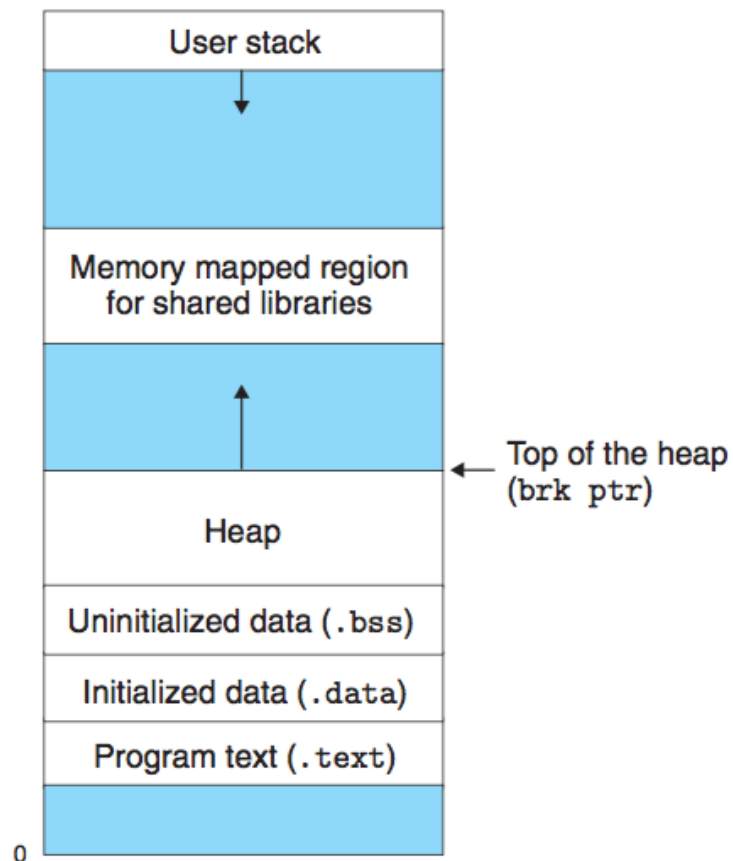 User stack
Memory mapped region
for shared libraries
Top of the heap
(brk ptr)
Heap
Uninitialized data (.bss)
Initialized data (.data)
Program text (.text)
0